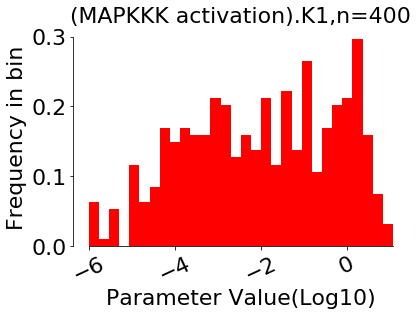 (MAPKKK activation).K1,n=400
Frequency in bin
0.3
0.2
0.1
0.0
−6
−4
−2
0
Parameter Value(Log10)